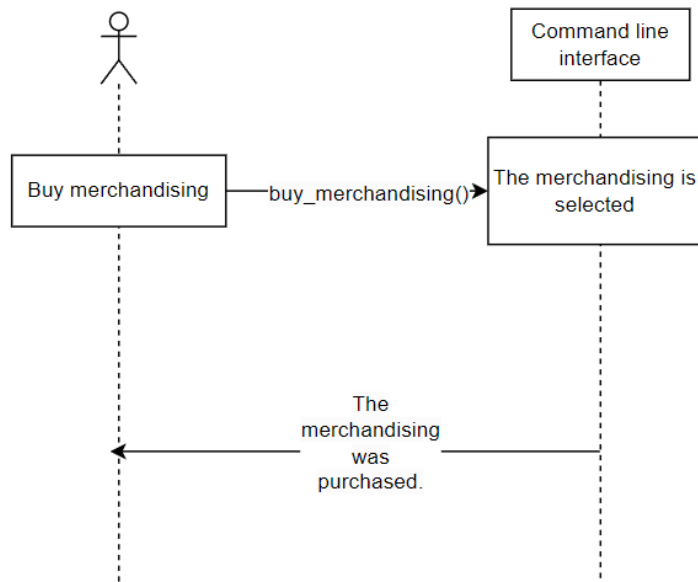 Command line
interface
Buy merchandising
buy_merchandising()
The merchandising is
selected
The
merchandising
was
purchased.